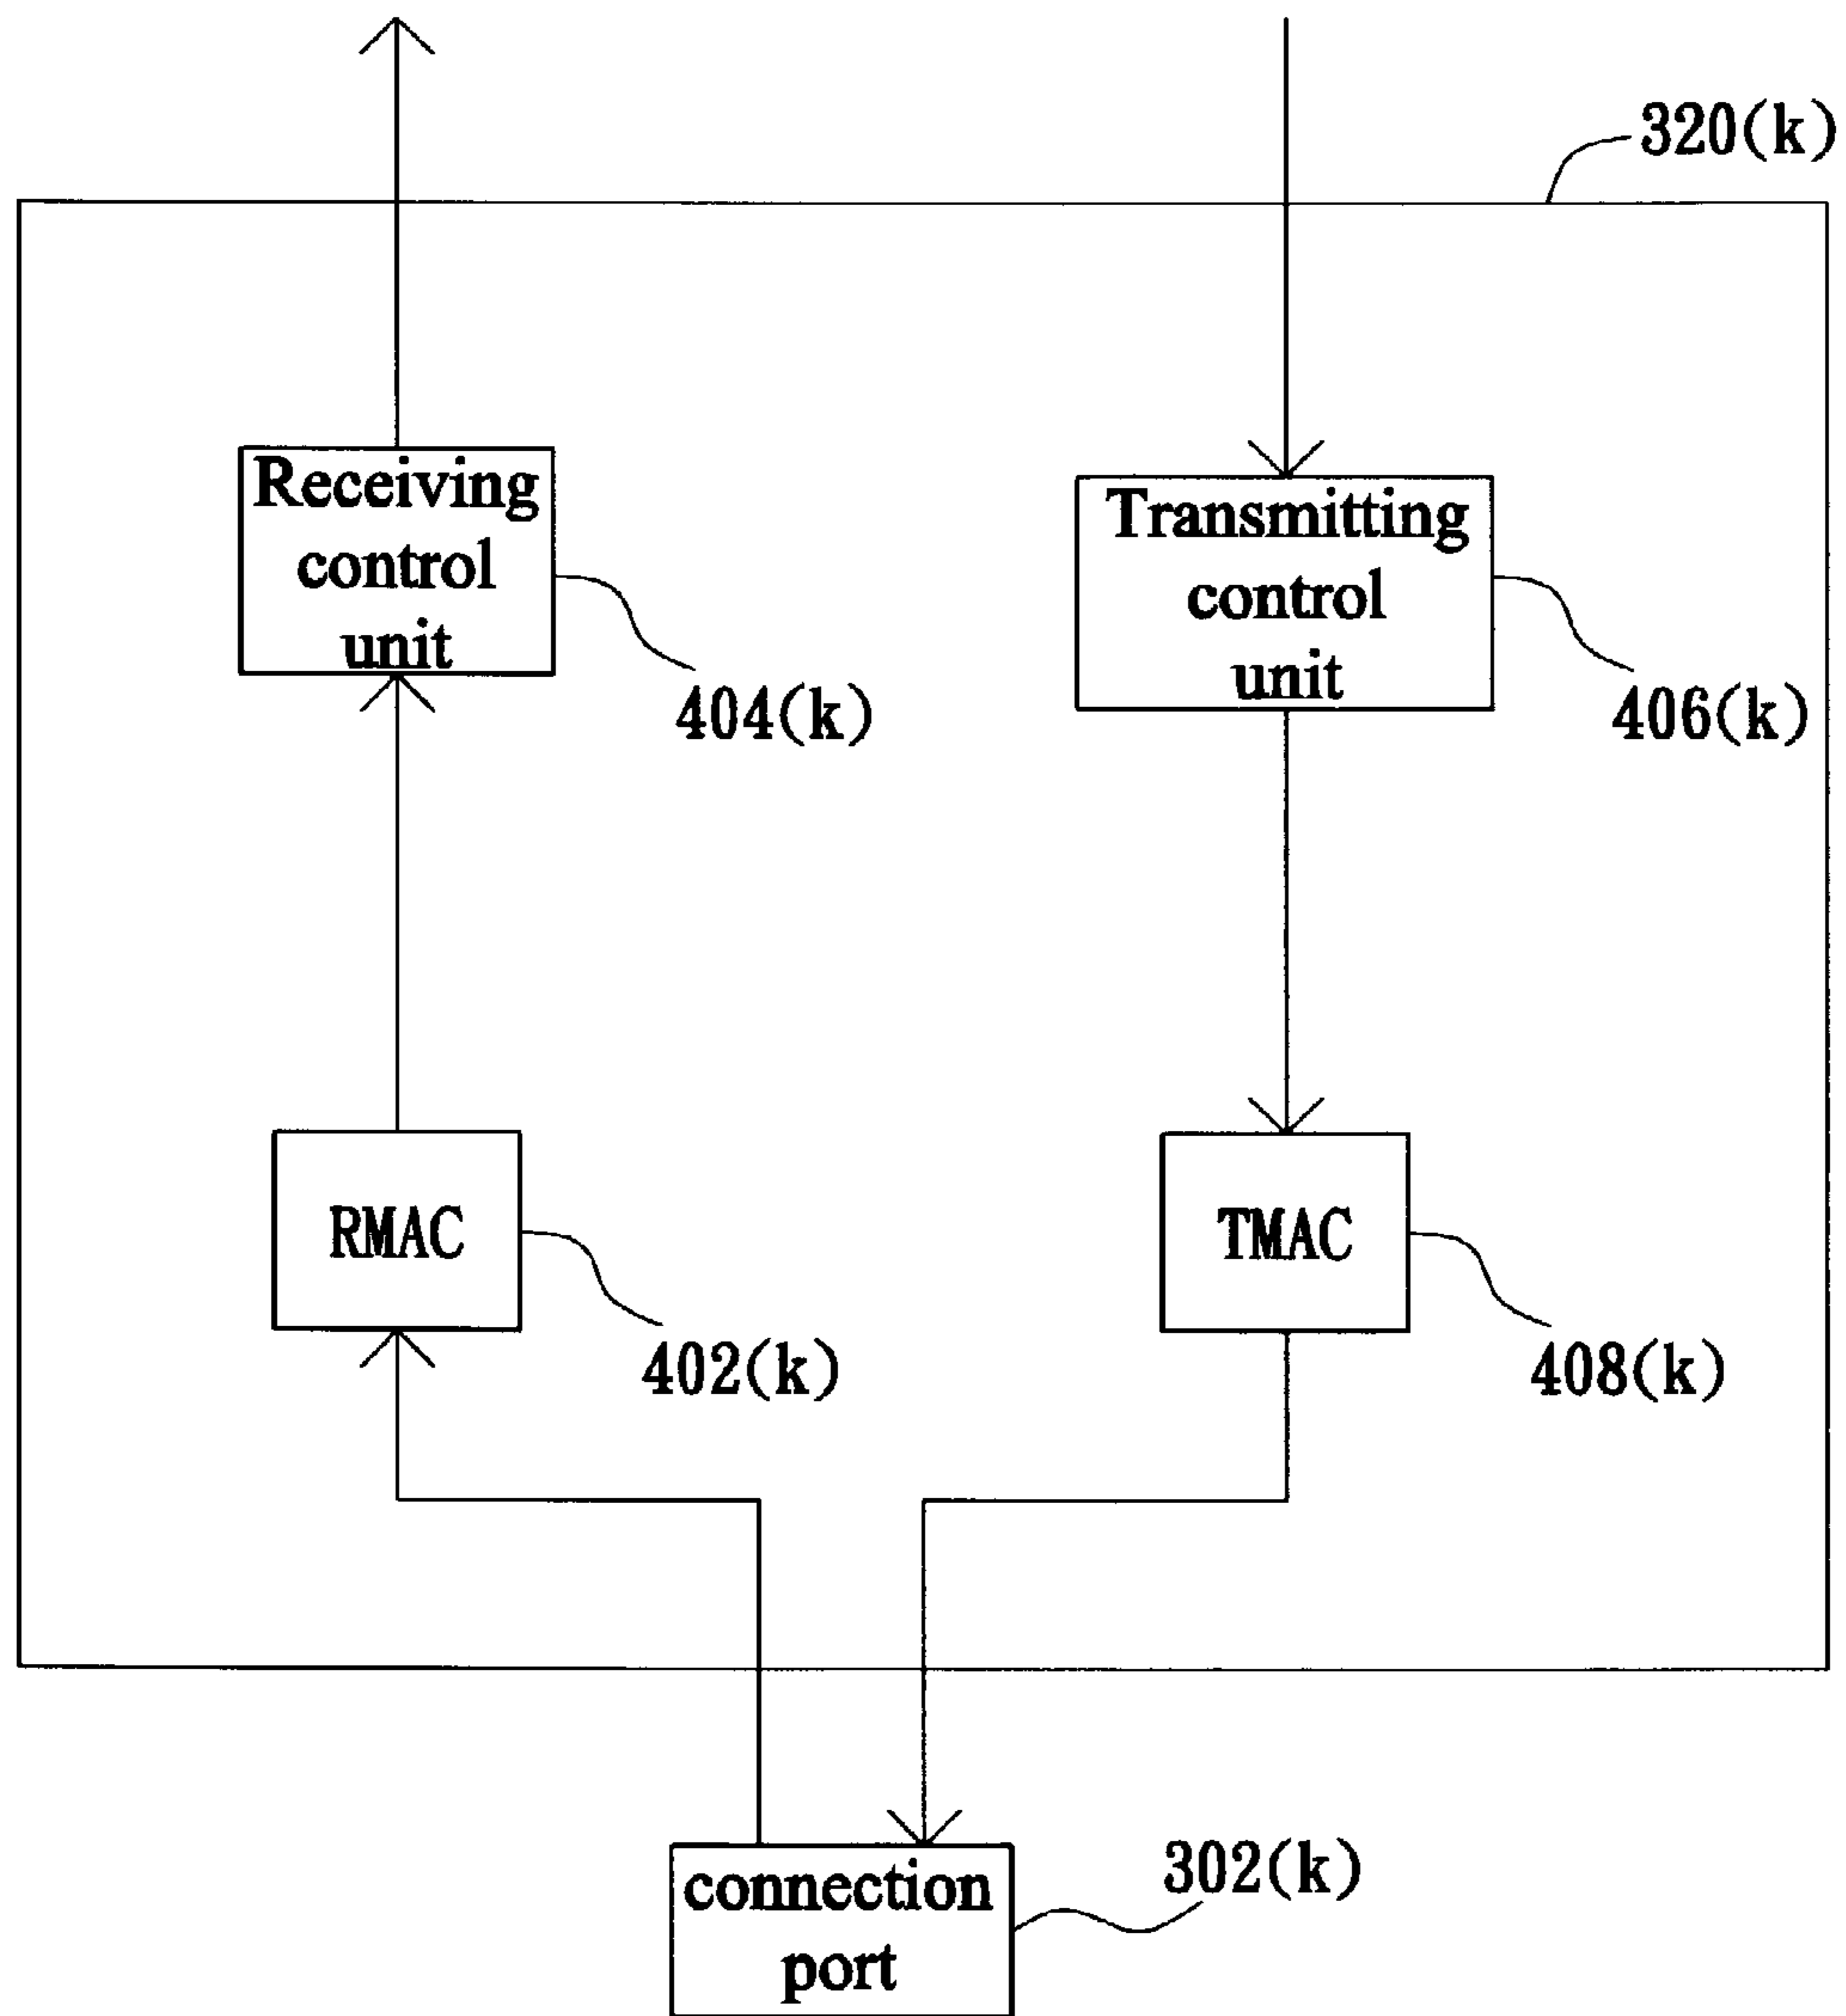 320(k)
Receiving
control
unit
404(k)
Transmitting
control
unit
406(k)
RMAC
402(k)
TMAC
408(k)
connection
port
302(k)